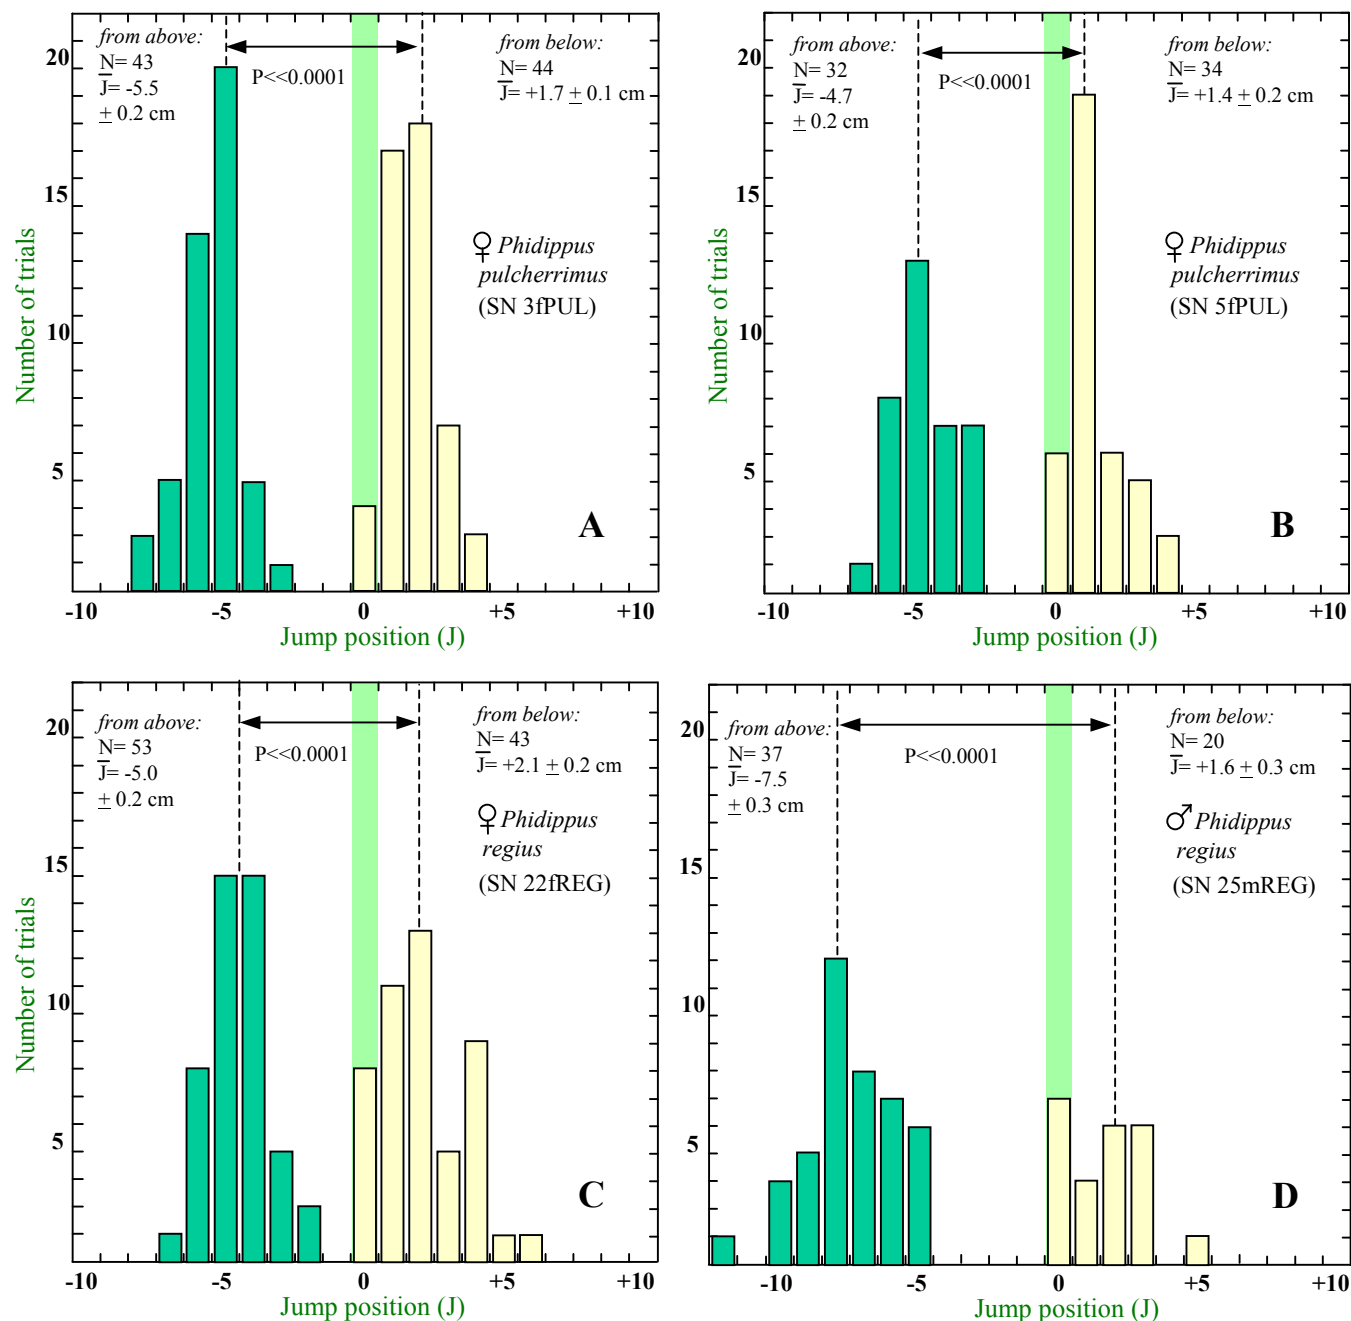 from above:
N= 43
J= -5.5
± 0.2 cm
P<<0.0001
from below:
N= 44
J= +1.7 ± 0.1 cm
♀ Phidippus
pulcherrimus
(SN 3fPUL)
A
20
15
10
5
Number of trials
-10 -5 0 +5 +10
Jump position (J)
from above:
N= 32
J= -4.7
± 0.2 cm
P<<0.0001
from below:
N= 34
J= +1.4 ± 0.2 cm
♀ Phidippus
pulcherrimus
(SN 5fPUL)
B
20
15
10
5
Number of trials
-10 -5 0 +5 +10
Jump position (J)
from above:
N= 53
J= -5.0
± 0.2 cm
P<<0.0001
from below:
N= 43
J= +2.1 ± 0.2 cm
♀ Phidippus
regius
(SN 22fREG)
C
20
15
10
5
Number of trials
-10 -5 0 +5 +10
Jump position (J)
from above:
N= 37
J= -7.5
± 0.3 cm
P<<0.0001
from below:
N= 20
J= +1.6 ± 0.3 cm
♂ Phidippus
regius
(SN 25mREG)
D
20
15
10
5
-10 -5 0 +5 +10
Jump position (J)